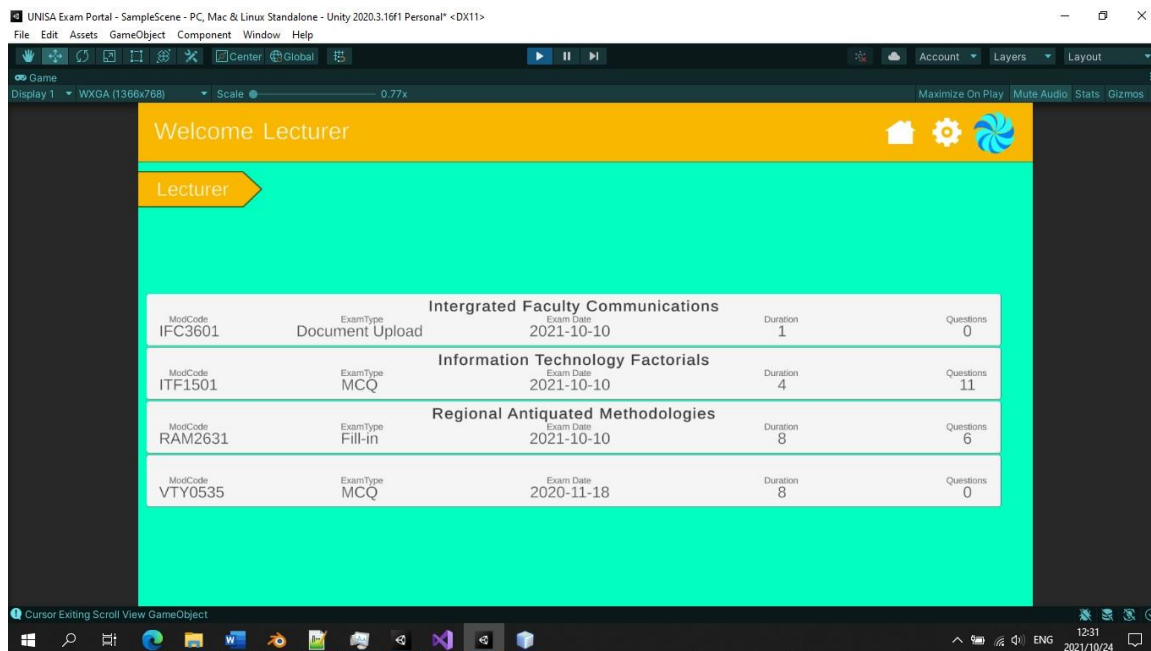 UNISA Exam Portal - SampleScene - PC, Mac & Linux Standalone - Unity 2020.3.16f1 Personal* <DX11>
File Edit Assets GameObject Component Window Help
Center Global Account Layers Layout
Game
Display 1 WXGA (1366x768) Scale 0.77x Maximize On Play Mute Audio Stats Gizmos
Welcome Lecturer
Lecturer
Intergrated Faculty Communications
ModCode ExamType Exam Date Duration Questions
IFC3601 Document Upload 2021-10-10 1 0
Information Technology Factorials
ModCode ExamType Exam Date Duration Questions
ITF1501 MCQ 2021-10-10 4 11
Regional Antiquated Methodologies
ModCode ExamType Exam Date Duration Questions
RAM2631 Fill-in 2021-10-10 8 6
ModCode ExamType Exam Date Duration Questions
VTY0535 MCQ 2020-11-18 8 0
Cursor Exiting Scroll View GameObject
ENG 12:31
2021/10/24